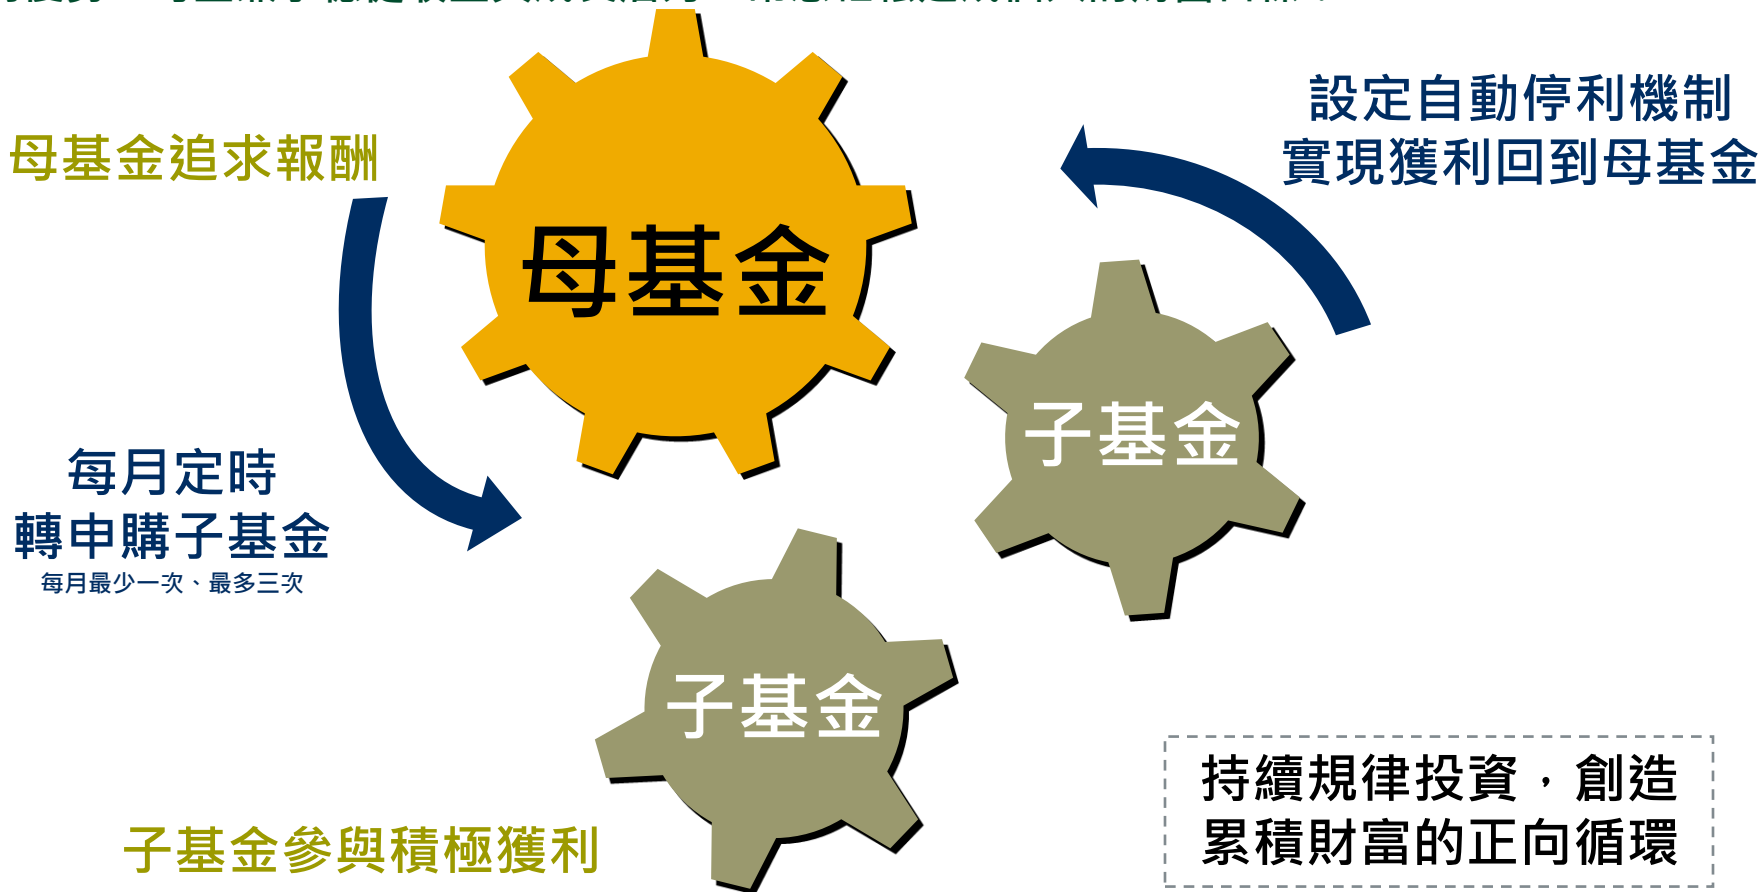 母基金追求報酬
設定自動停利機制
實現獲利回到母基金
母基金
子基金
每月定時
轉申購子基金
每月最少一次、最多三次
子基金
子基金參與積極獲利
持續規律投資，創造
累積財富的正向循環